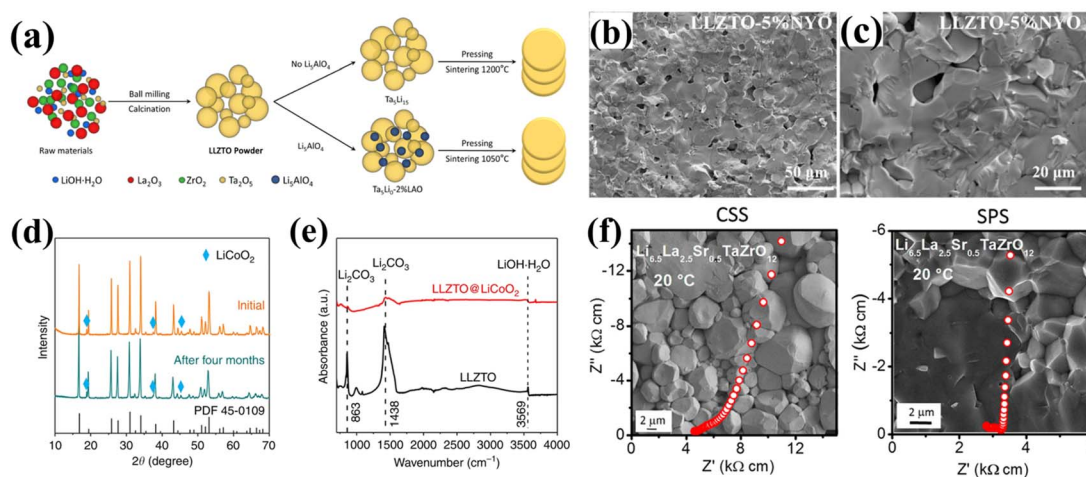 (a)
Raw materials
Ball milling
Calcination
LLZTO Powder
No Li₅AlO₄
Li₅AlO₄
Ta₅Li₁₅
Ta₅Li₀-2%LAO
Pressing
Sintering 1200°C
Pressing
Sintering 1050°C
LiOH·H₂O La₂O₃ ZrO₂ Ta₂O₅ Li₅AlO₄
(b) LLZTO-5%NYO
50 μm
(c) LLZTO-5%NYO
20 μm
(d)
LiCoO₂
Initial
After four months
PDF 45-0109
Intensity
10 20 30 40 50 60 70
2θ (degree)
(e)
Li₂CO₃
Li₂CO₃
LiOH·H₂O
LLZTO@LiCoO₂
LLZTO
863
1438
3569
Absorbance (a.u.)
1000 1500 2000 2500 3000 3500 4000
Wavenumber (cm⁻¹)
(f)
CSS
Li₆.₅La₂.₅Sr₀.₅TaZrO₁₂
20 °C
-12
-8
-4
0
Z' (kΩ cm)
2 μm
0 4 8 12
Z' (kΩ cm)
SPS
Li₆.₅La₂.₅Sr₀.₅TaZrO₁₂
20 °C
-6
-4
-2
0
Z'' (kΩ cm)
2 μm
0 2 4
Z' (kΩ cm)